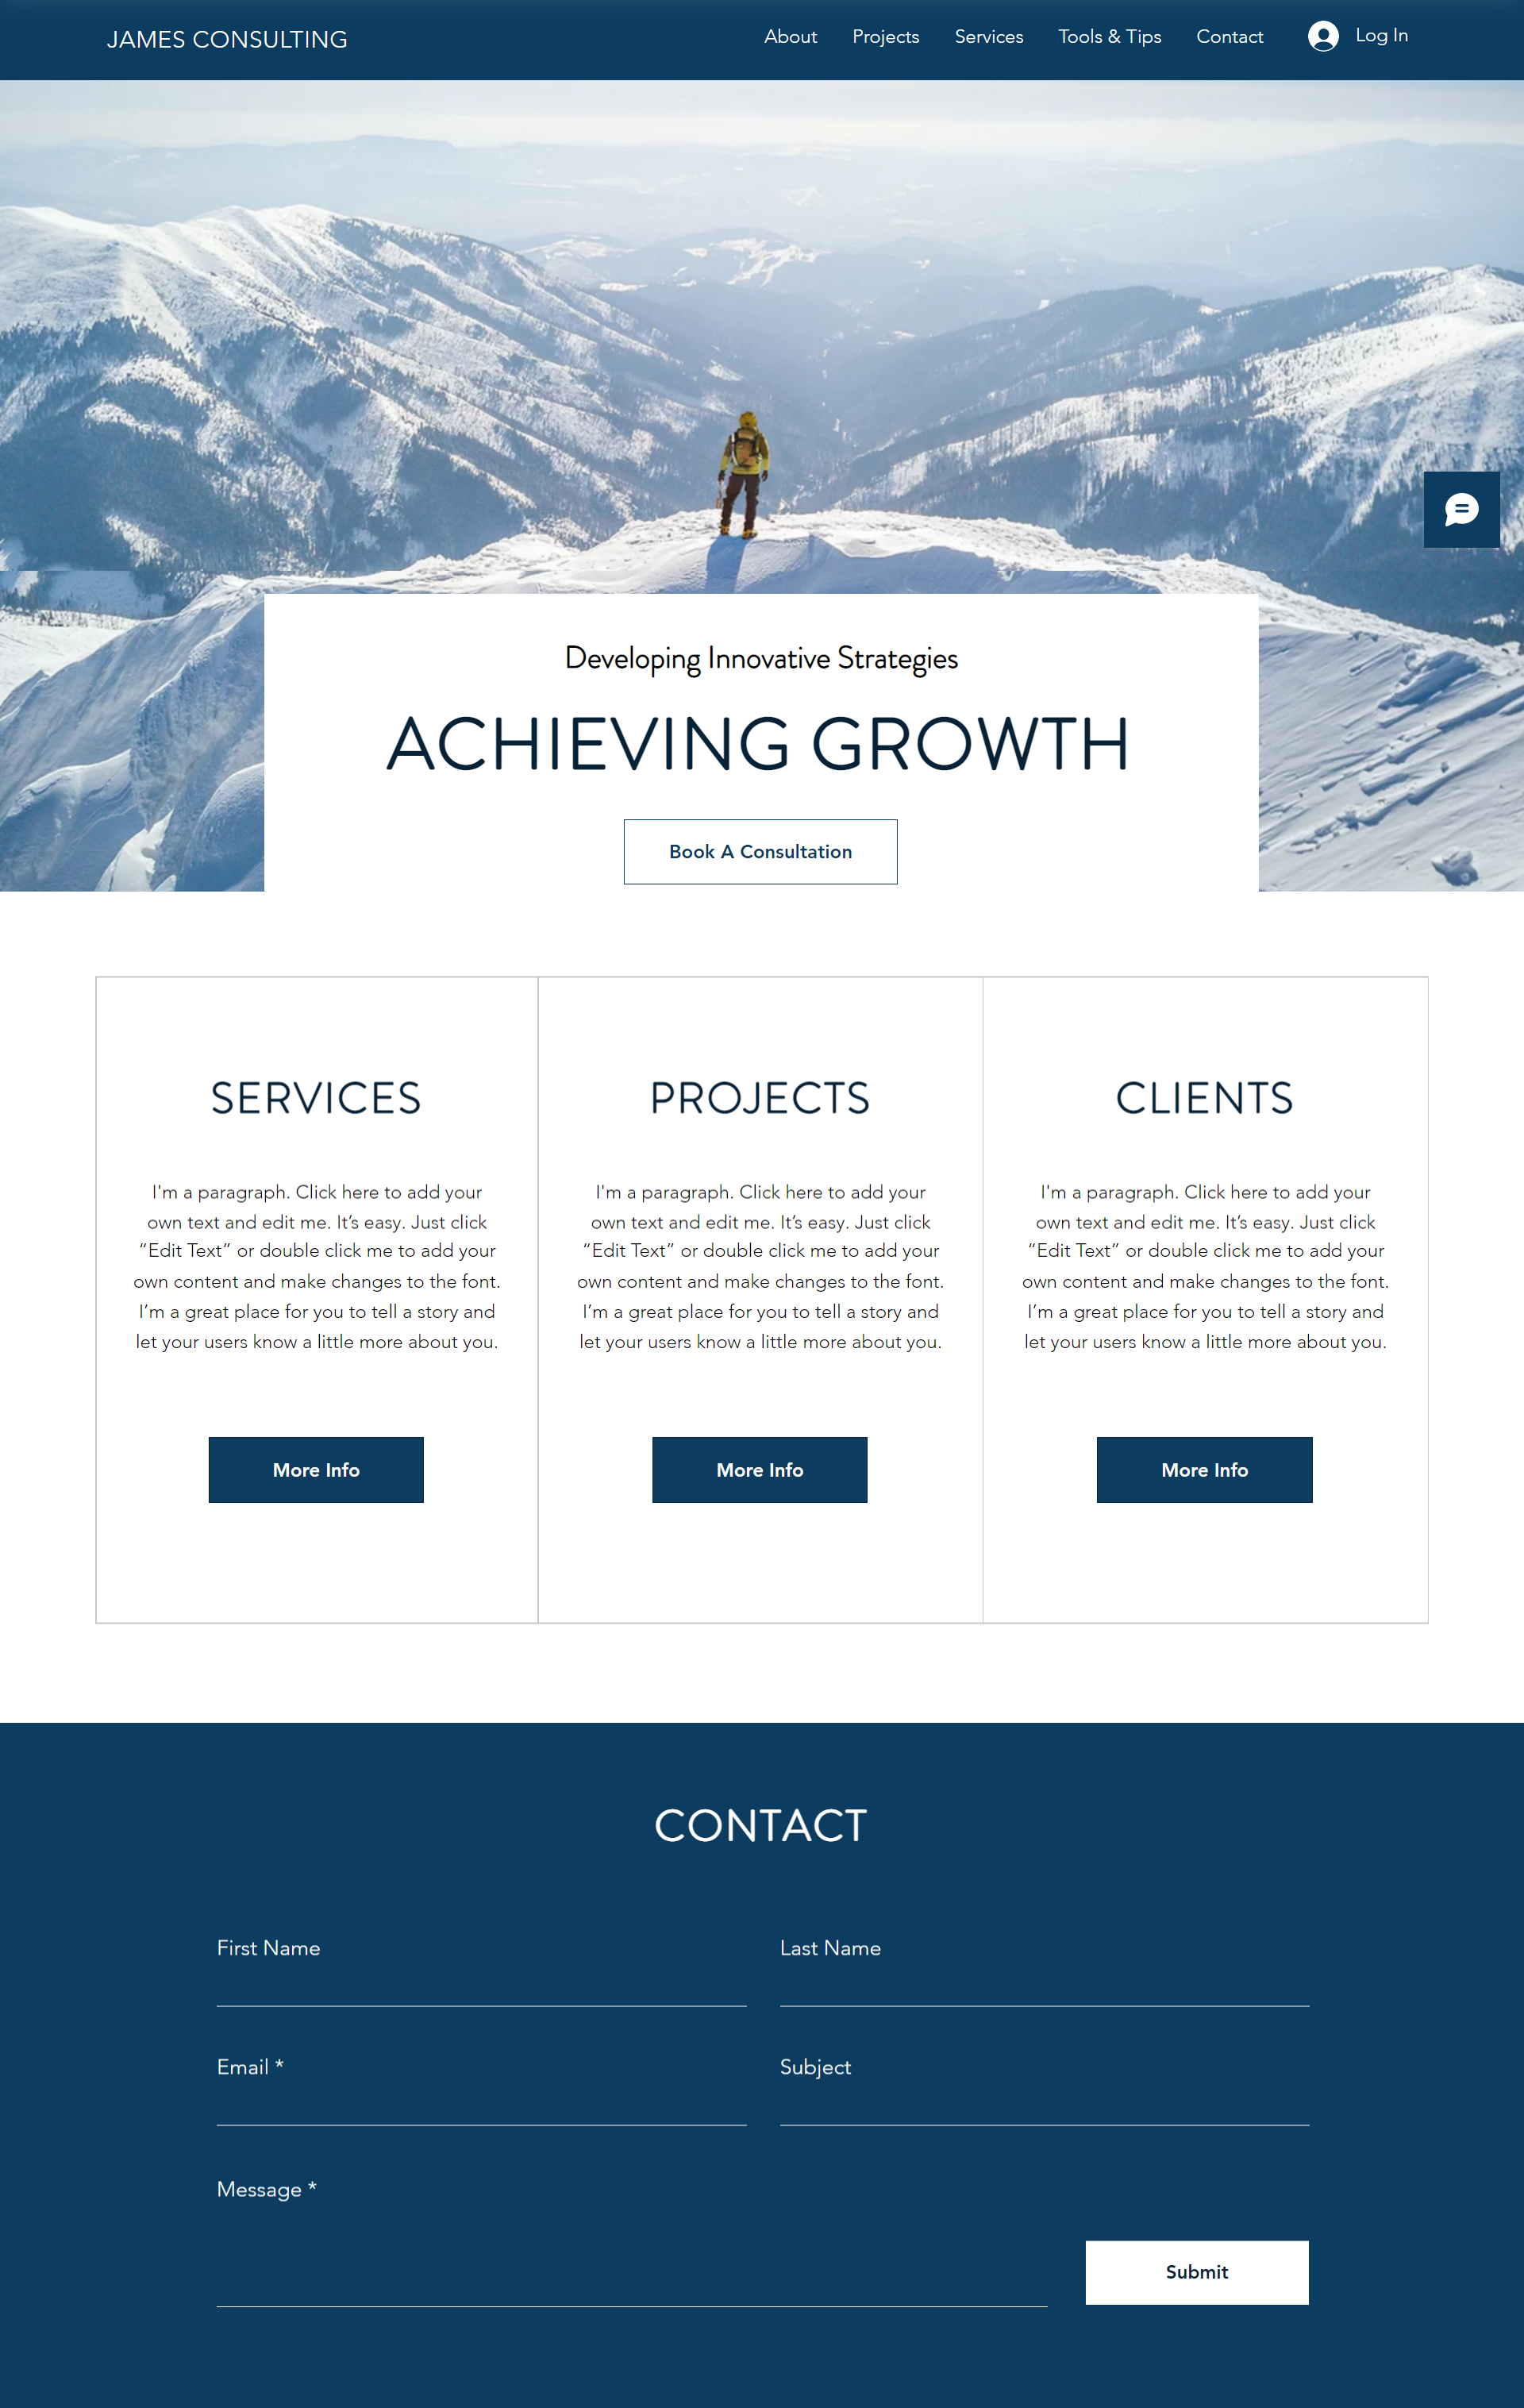 JAMES CONSULTING
About Projects Services Tools & Tips Contact Log In
Developing Innovative Strategies
ACHIEVING GROWTH
Book A Consultation
SERVICES
I'm a paragraph. Click here to add your
own text and edit me. It’s easy. Just click
“Edit Text” or double click me to add your
own content and make changes to the font.
I’m a great place for you to tell a story and
let your users know a little more about you.
More Info
PROJECTS
I'm a paragraph. Click here to add your
own text and edit me. It’s easy. Just click
“Edit Text” or double click me to add your
own content and make changes to the font.
I’m a great place for you to tell a story and
let your users know a little more about you.
More Info
CLIENTS
I'm a paragraph. Click here to add your
own text and edit me. It’s easy. Just click
“Edit Text” or double click me to add your
own content and make changes to the font.
I’m a great place for you to tell a story and
let your users know a little more about you.
More Info
CONTACT
First Name
Last Name
Email *
Subject
Message *
Submit